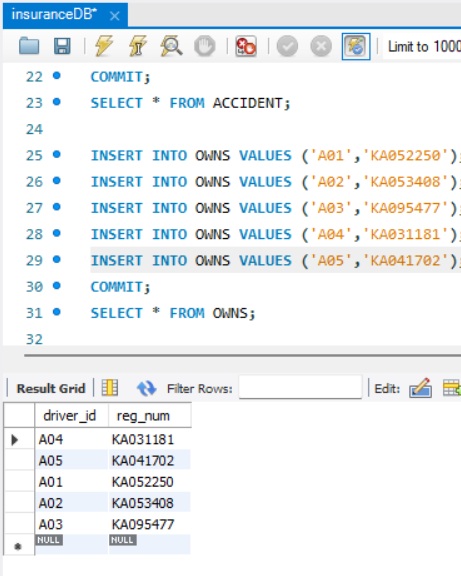 insuranceDB* ×
Limit to 1000
22 COMMIT;
23 SELECT * FROM ACCIDENT;
24
25 INSERT INTO OWNS VALUES ('A01','KA052250');
26 INSERT INTO OWNS VALUES ('A02','KA053408');
27 INSERT INTO OWNS VALUES ('A03','KA095477');
28 INSERT INTO OWNS VALUES ('A04','KA031181');
29 INSERT INTO OWNS VALUES ('A05','KA041702');
30 COMMIT;
31 SELECT * FROM OWNS;
32
Result Grid Filter Rows: Edit:
driver_id reg_num
A04 KA031181
A05 KA041702
A01 KA052250
A02 KA053408
A03 KA095477
NULL NULL